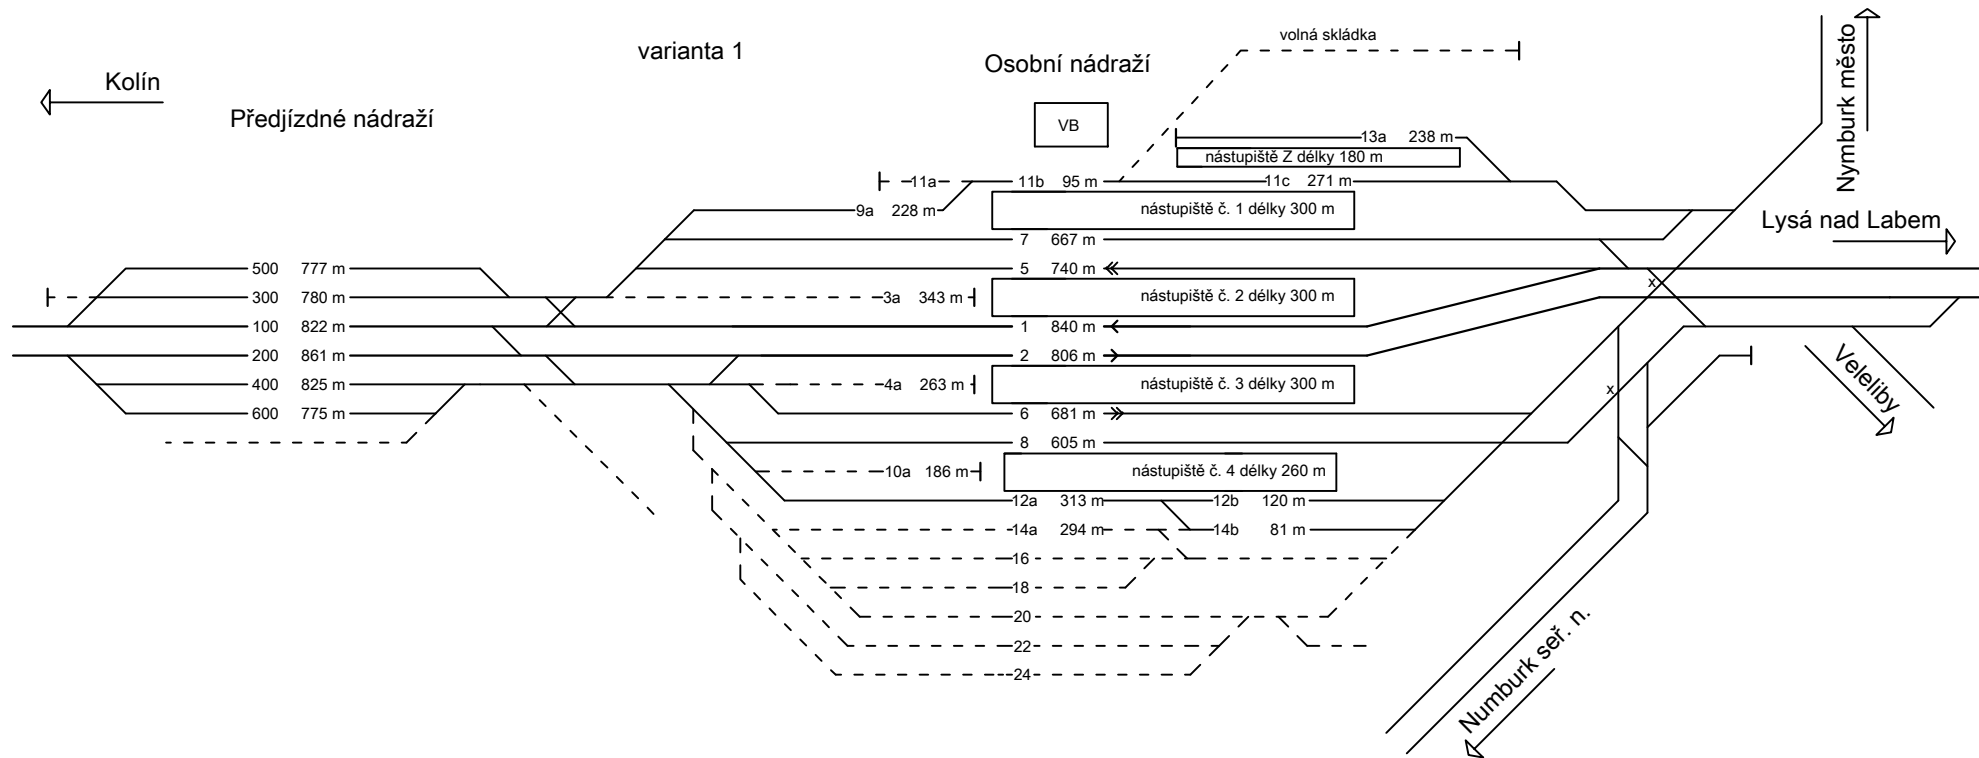 varianta 1
volná skládka
Osobní nádraží
Kolín
Předjízdné nádraží
VB
Nymburk město
13a 238 m
nástupiště Z délky 180 m
11a 11b 95 m 11c 271 m
9a 228 m nástupiště č. 1 délky 300 m
Lysá nad Labem
7 667 m
500 777 m 5 740 m
300 780 m 3a 343 m nástupiště č. 2 délky 300 m
x
100 822 m 1 840 m
200 861 m 2 806 m
400 825 m 4a 263 m nástupiště č. 3 délky 300 m
x
Veleliby
600 775 m 6 681 m
8 605 m
10a 186 m nástupiště č. 4 délky 260 m
12a 313 m 12b 120 m
14a 294 m 14b 81 m
16
18
20
22
24
Numburk seř. n.